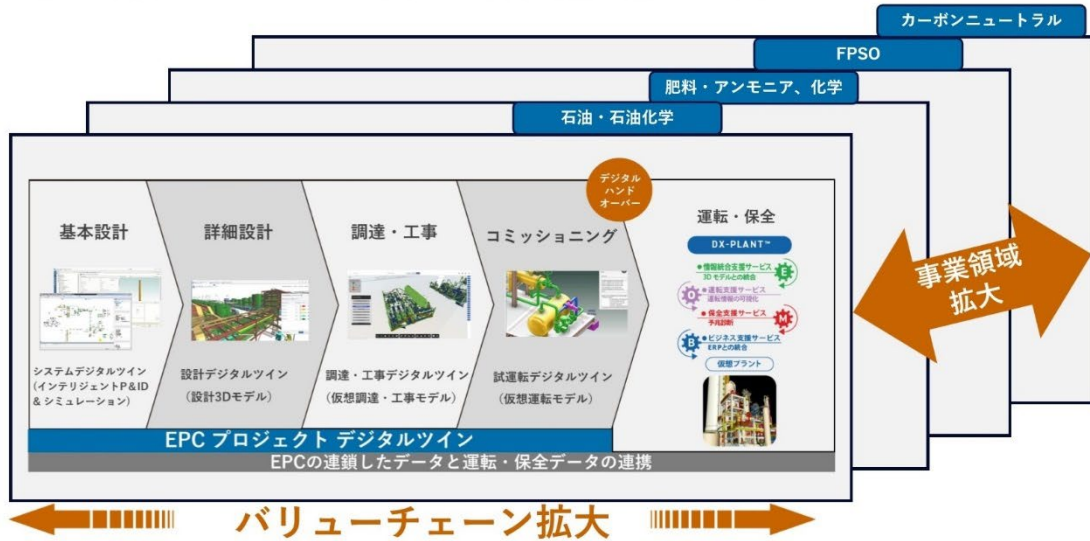 カーボンニュートラル
FPSO
肥料・アンモニア、化学
石油・石油化学
デジタル
ハンド
オーバー
基本設計
詳細設計
調達・工事
コミッショニング
運転・保全
DX-PLANT™
●情報統合支援サービス
3Dモデルとの統合
E
●運転支援サービス
運転情報の可視化
O
●保全支援サービス
予兆診断
M
●ビジネス支援サービス
ERPとの統合
B
仮想プラント
システムデジタルツイン
(インテリジェントP&ID
& シミュレーション)
設計デジタルツイン
(設計3Dモデル)
調達・工事デジタルツイン
(仮想調達・工事モデル)
試運転デジタルツイン
(仮想運転モデル)
EPC プロジェクト デジタルツイン
EPCの連鎖したデータと運転・保全データの連携
事業領域
拡大
バリューチェーン拡大